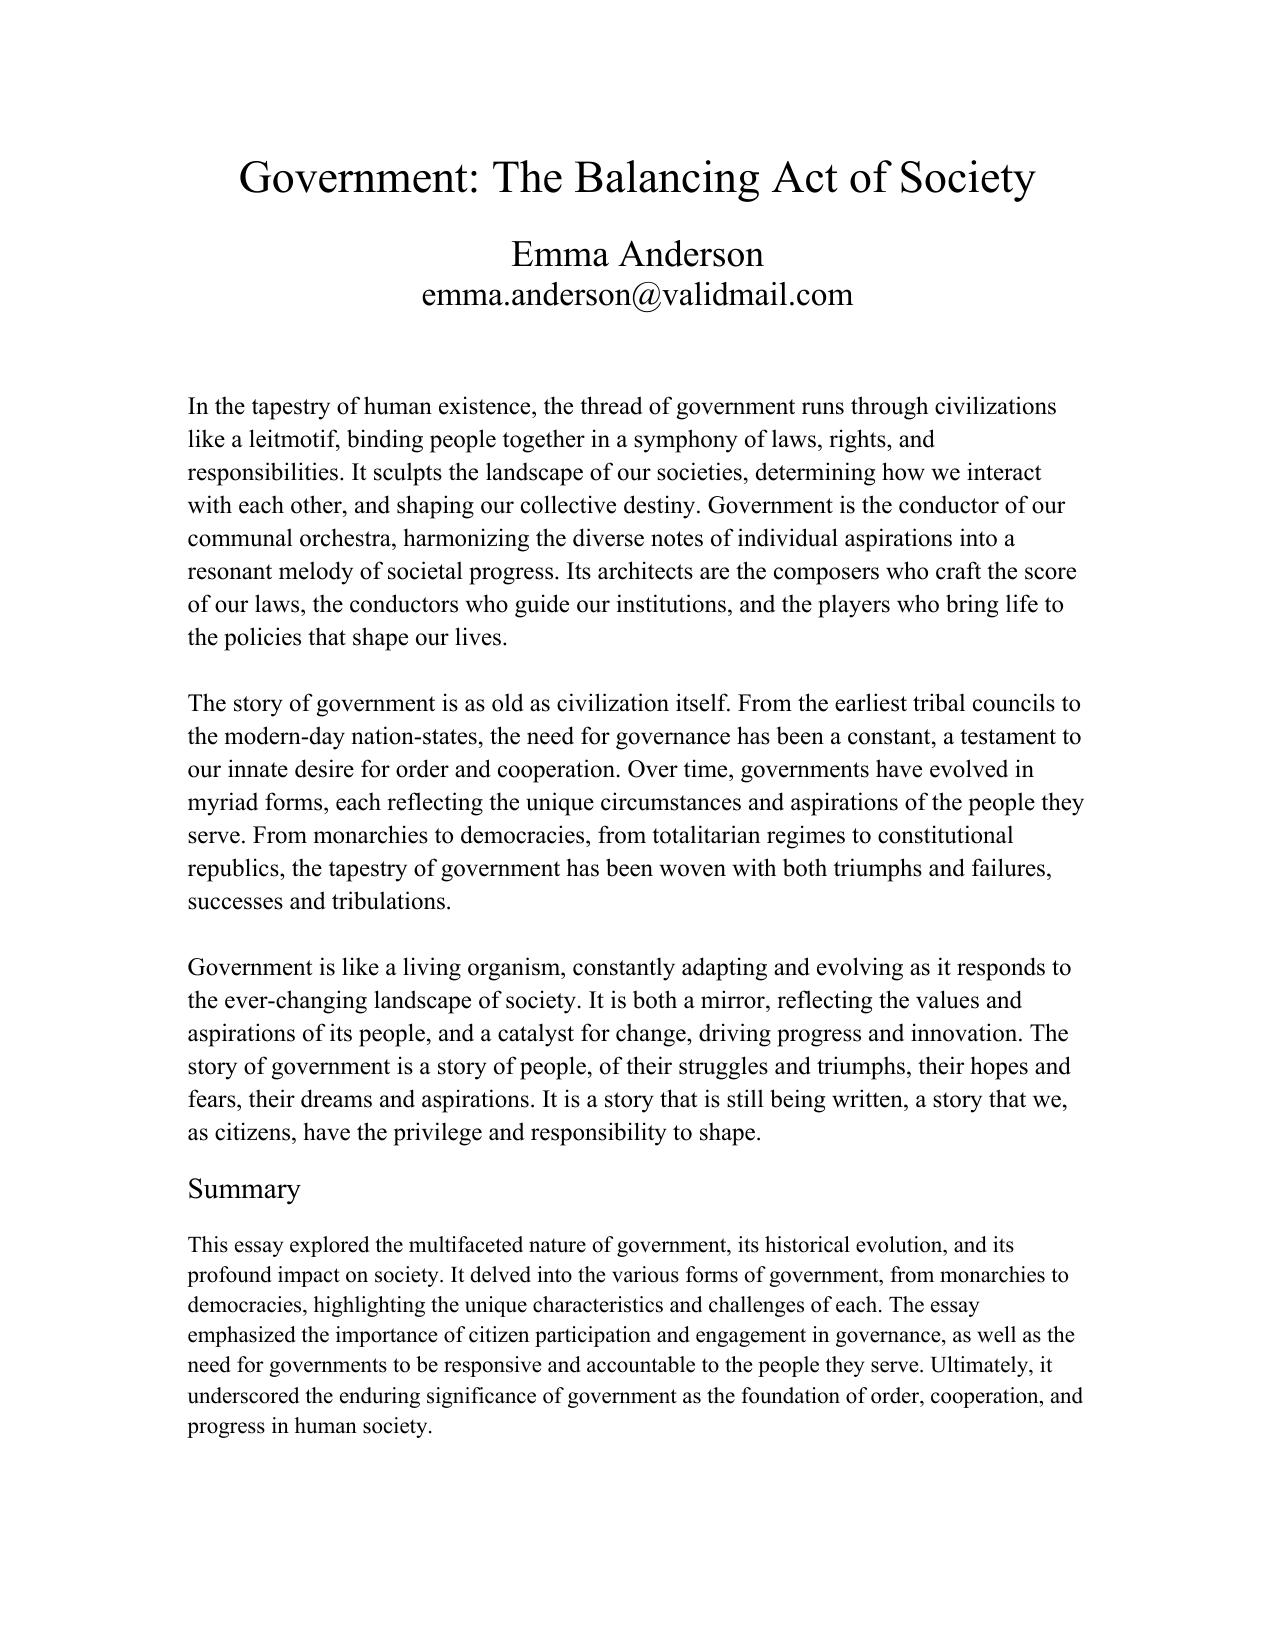 Government: The Balancing Act of Society
Emma Anderson
emma.anderson@validmail.com
In the tapestry of human existence, the thread of government runs through civilizations
like a leitmotif, binding people together in a symphony of laws, rights, and
responsibilities. It sculpts the landscape of our societies, determining how we interact
with each other, and shaping our collective destiny. Government is the conductor of our
communal orchestra, harmonizing the diverse notes of individual aspirations into a
resonant melody of societal progress. Its architects are the composers who craft the score
of our laws, the conductors who guide our institutions, and the players who bring life to
the policies that shape our lives.
The story of government is as old as civilization itself. From the earliest tribal councils to
the modern-day nation-states, the need for governance has been a constant, a testament to
our innate desire for order and cooperation. Over time, governments have evolved in
myriad forms, each reflecting the unique circumstances and aspirations of the people they
serve. From monarchies to democracies, from totalitarian regimes to constitutional
republics, the tapestry of government has been woven with both triumphs and failures,
successes and tribulations.
Government is like a living organism, constantly adapting and evolving as it responds to
the ever-changing landscape of society. It is both a mirror, reflecting the values and
aspirations of its people, and a catalyst for change, driving progress and innovation. The
story of government is a story of people, of their struggles and triumphs, their hopes and
fears, their dreams and aspirations. It is a story that is still being written, a story that we,
as citizens, have the privilege and responsibility to shape.
Summary
This essay explored the multifaceted nature of government, its historical evolution, and its
profound impact on society. It delved into the various forms of government, from monarchies to
democracies, highlighting the unique characteristics and challenges of each. The essay
emphasized the importance of citizen participation and engagement in governance, as well as the
need for governments to be responsive and accountable to the people they serve. Ultimately, it
underscored the enduring significance of government as the foundation of order, cooperation, and
progress in human society.